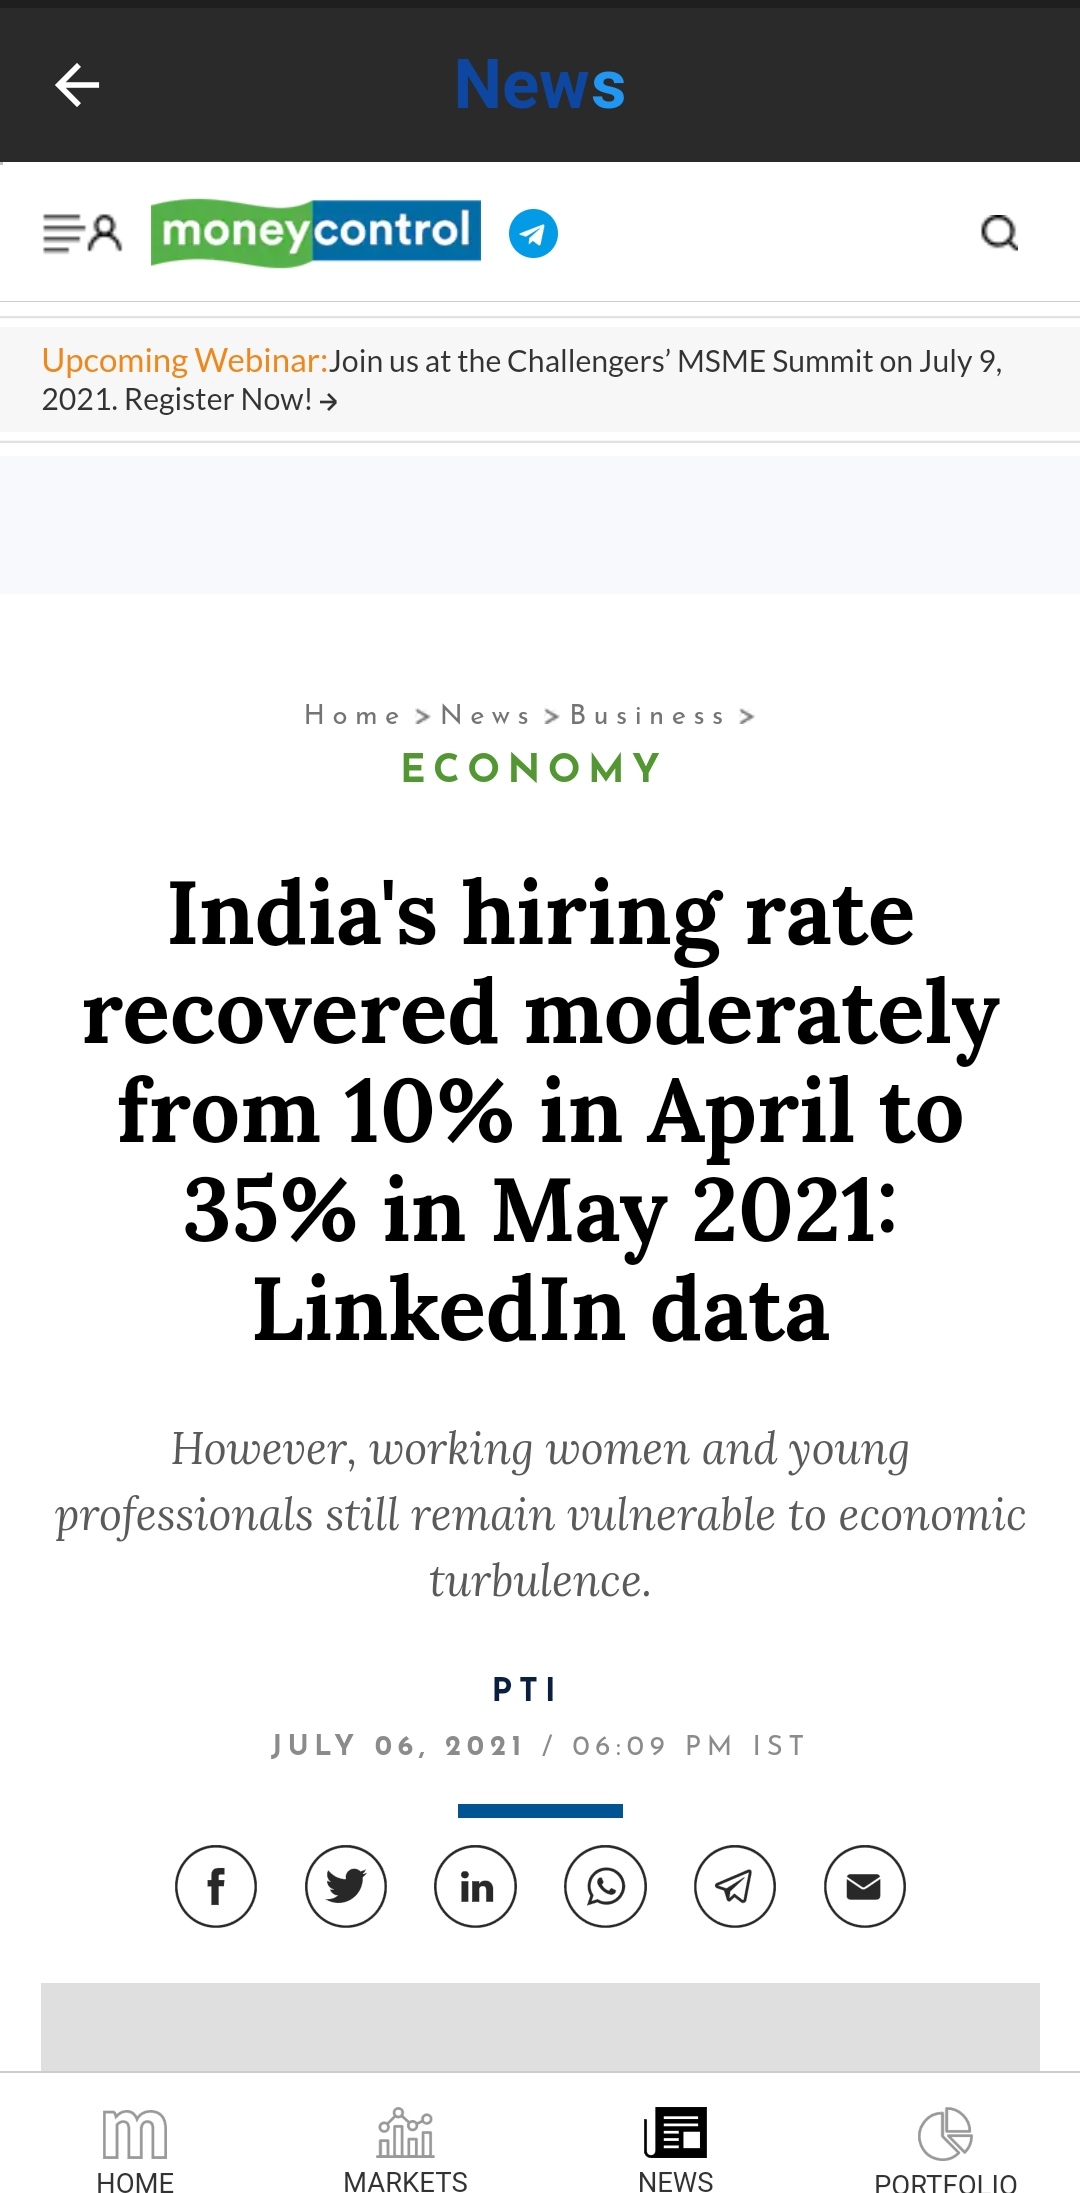 News
moneycontrol
Upcoming Webinar:Join us at the Challengers’ MSME Summit on July 9,
2021. Register Now! →
Home > News > Business >
ECONOMY
India's hiring rate
recovered moderately
from 10% in April to
35% in May 2021:
LinkedIn data
However, working women and young
professionals still remain vulnerable to economic
turbulence.
PTI
JULY 06, 2021 / 06:09 PM IST
f in
m
HOME MARKETS NEWS PORTFOLIO